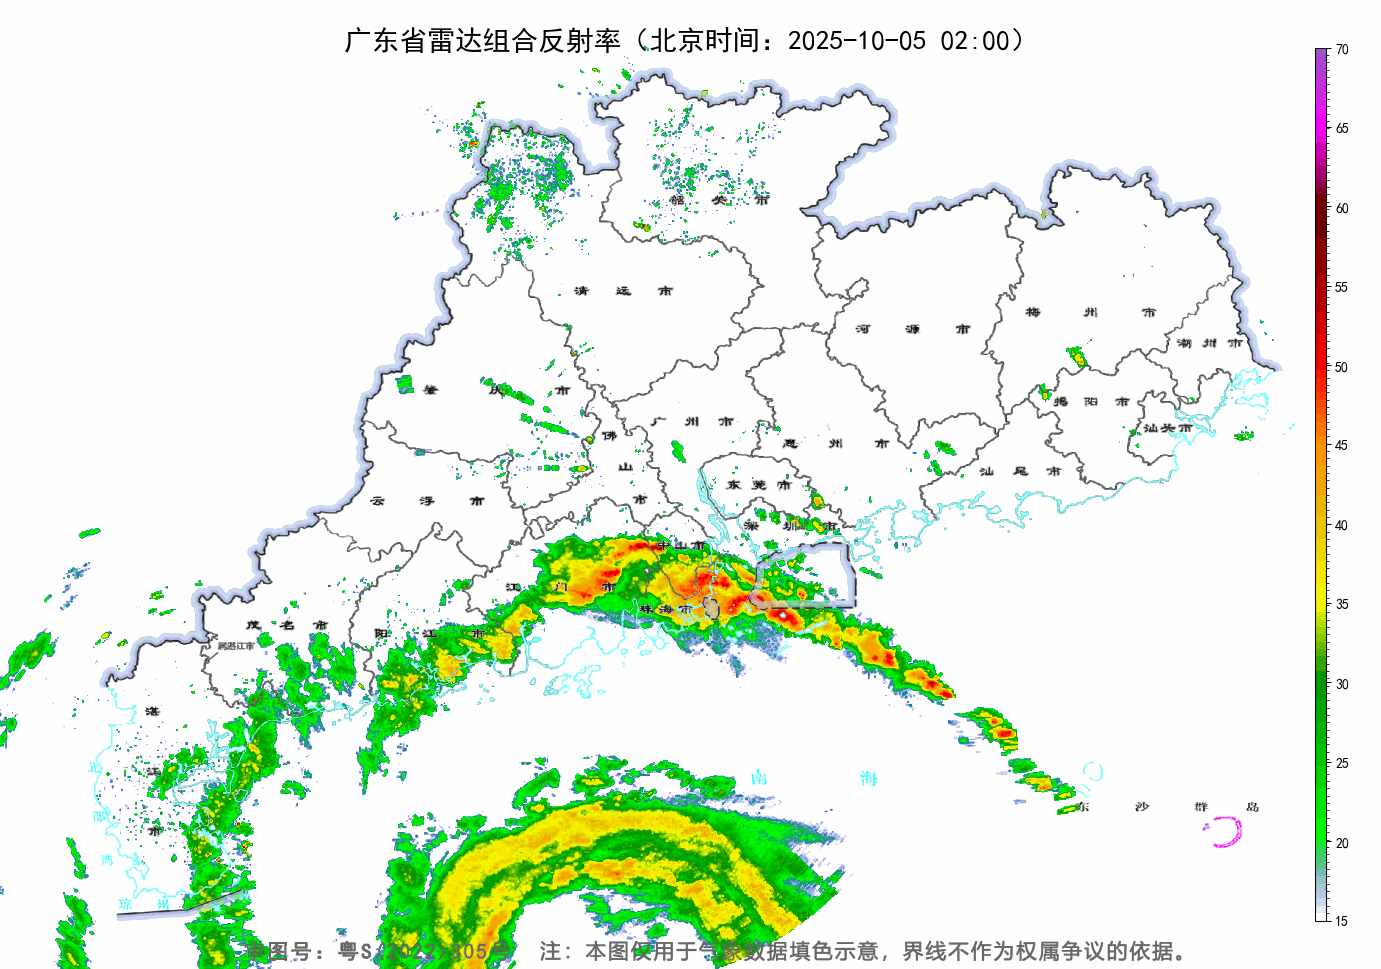 广东省雷达组合反射率（北京时间：2025-10-05 02:00）
70
65
60
55
50
45
40
35
30
25
20
15
韶关市
清远市
河源市
梅州市
潮州市
肇庆市
广州市
佛山市
惠州市
揭阳市
汕头市
汕尾市
云浮市
东莞市
深圳市
中山市
江门市
珠海市
茂名市
阳江市
属湛江市
湛江市
北部湾
琼州
南海
东沙群岛
审图号：粤S(2022)305号 注：本图仅用于气象数据填色示意，界线不作为权属争议的依据。